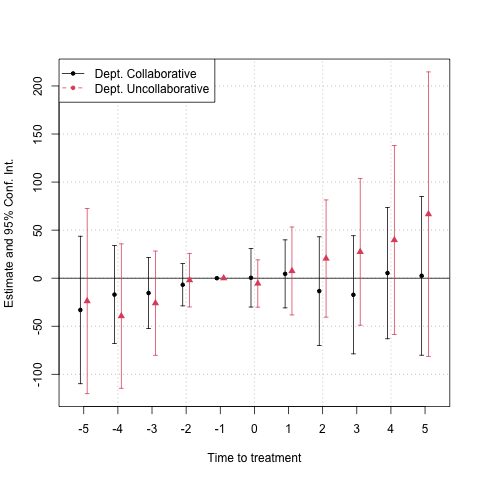 Dept. Collaborative
Dept. Uncollaborative
Estimate and 95% Conf. Int.
200
150
100
50
0
-50
-100
-5 -4 -3 -2 -1 0 1 2 3 4 5
Time to treatment